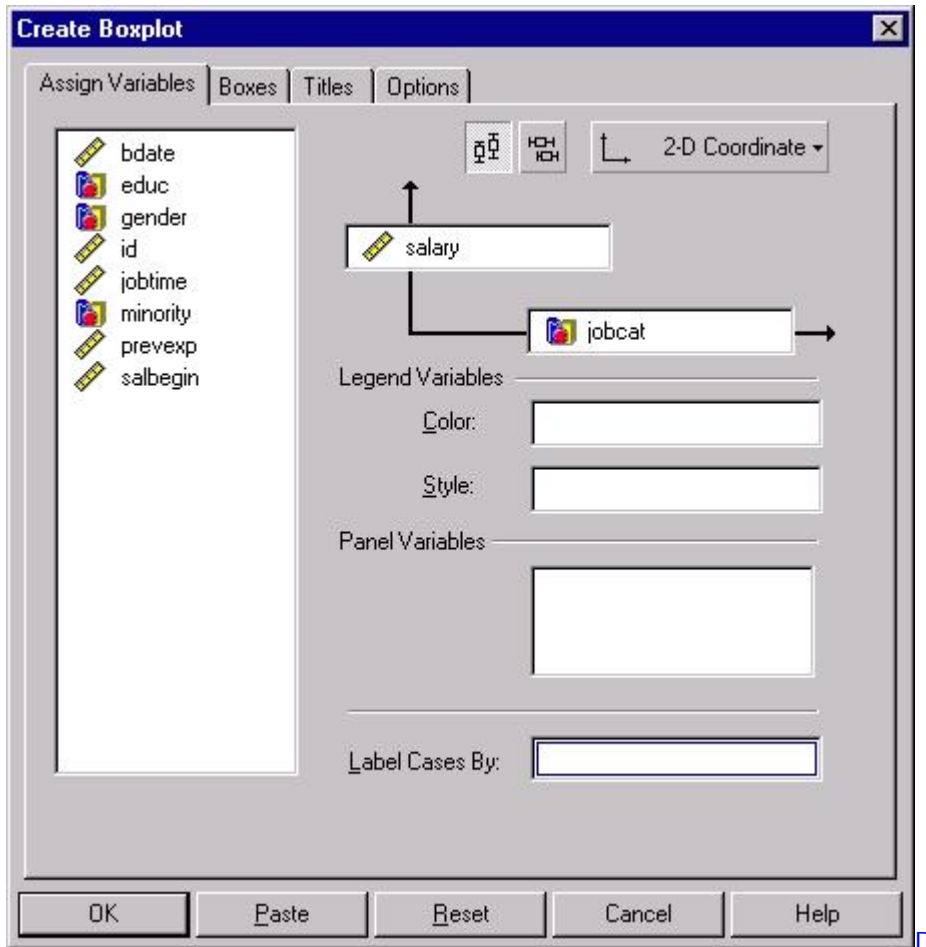 Create Boxplot
Assign Variables
Boxes
Titles
Options
bdate
educ
gender
id
jobtime
minority
prevexp
salbegin
2-D Coordinate
salary
jobcat
Legend Variables
Color:
Style:
Panel Variables
Label Cases By:
OK
Paste
Reset
Cancel
Help